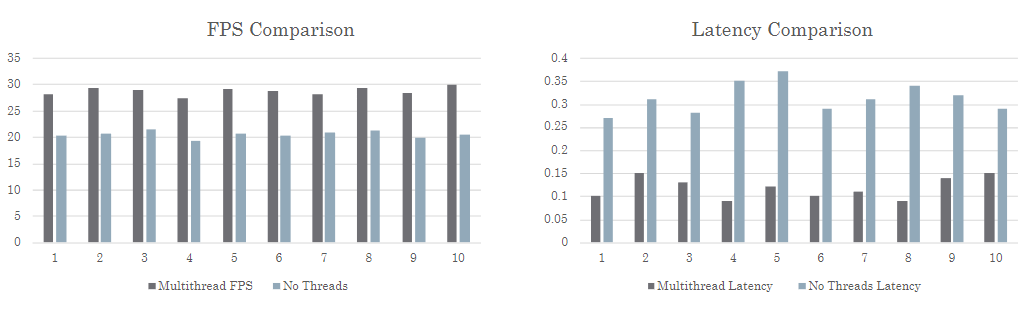 FPS Comparison
35
30
25
20
15
10
5
0
1 2 3 4 5 6 7 8 9 10
Multithread FPS No Threads
Latency Comparison
0.4
0.35
0.3
0.25
0.2
0.15
0.1
0.05
0
1 2 3 4 5 6 7 8 9 10
Multithread Latency No Threads Latency